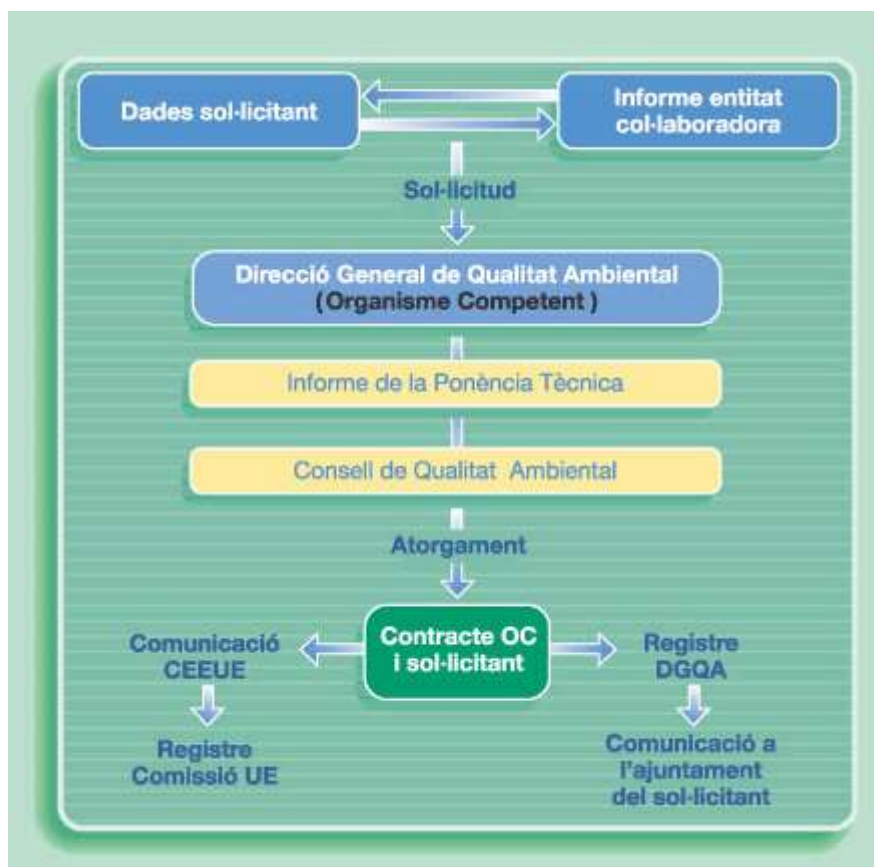 Dades sol·licitant
Informe entitat
col·laboradora
Sol·licitud
Direcció General de Qualitat Ambiental
(Organisme Competent )
Informe de la Ponència Tècnica
Consell de Qualitat Ambiental
Atorgament
Contracte OC
i sol·licitant
Comunicació
CEEUE
Registre
DGQA
Registre
Comissió UE
Comunicació a
l'ajuntament
del sol·licitant